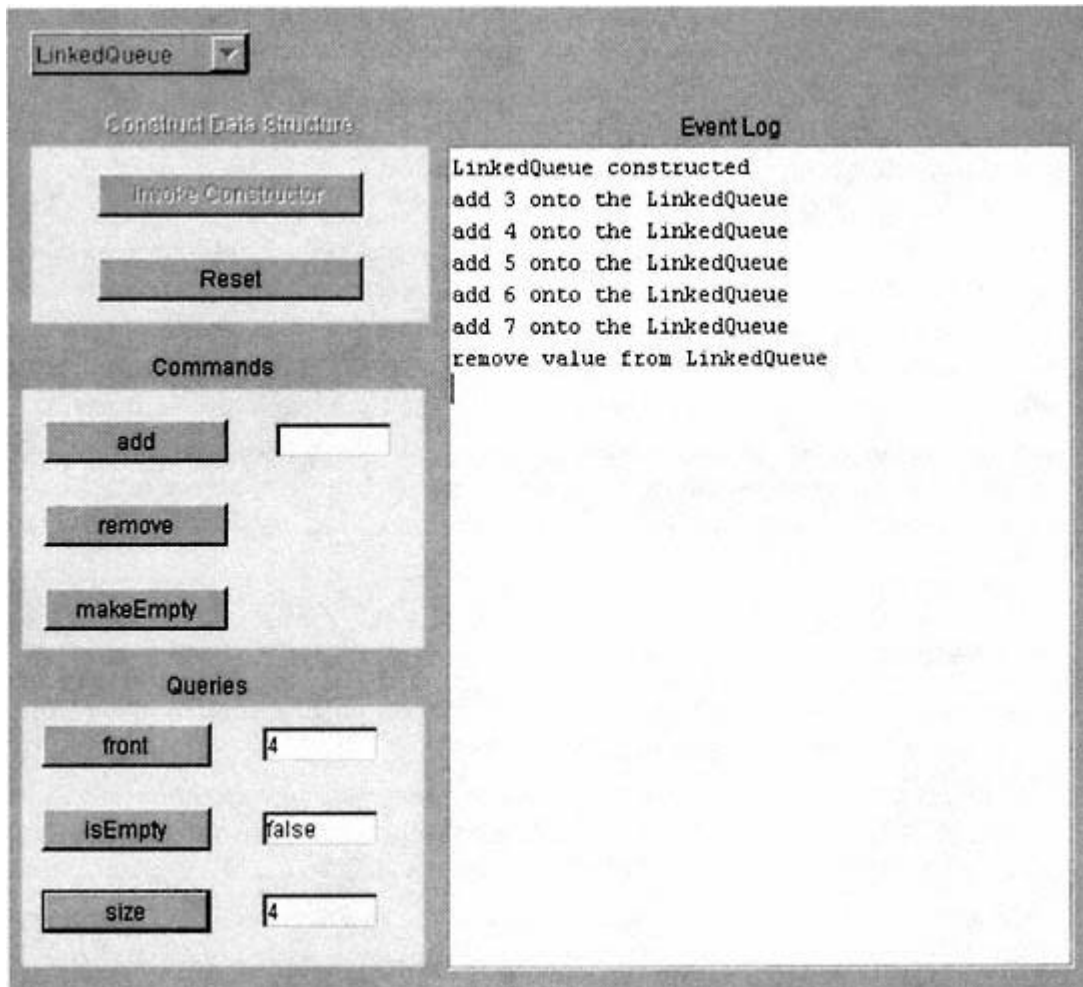 LinkedQueue
Construct Data Structure
Invoke Constructor
Reset
Commands
add
remove
makeEmpty
Queries
front 4
isEmpty false
size 4
Event Log
LinkedQueue constructed
add 3 onto the LinkedQueue
add 4 onto the LinkedQueue
add 5 onto the LinkedQueue
add 6 onto the LinkedQueue
add 7 onto the LinkedQueue
remove value from LinkedQueue